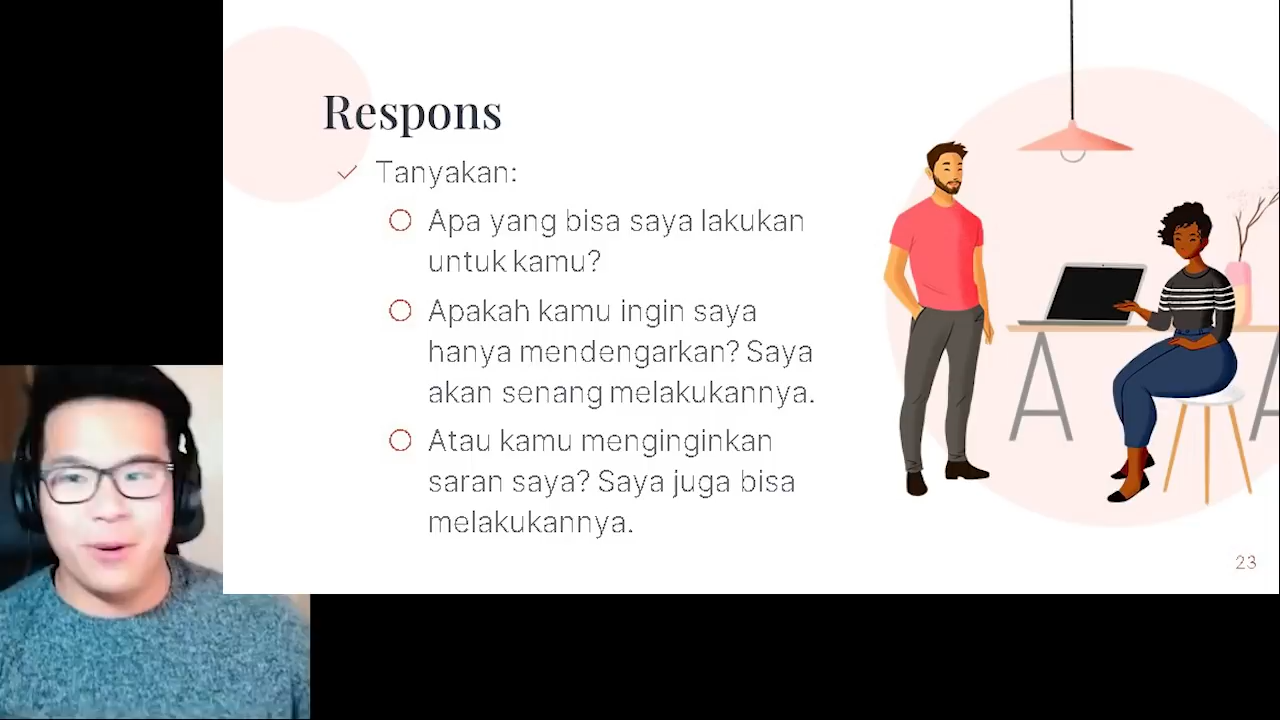 Respons
Tanyakan:
Apa yang bisa saya lakukan
untuk kamu?
Apakah kamu ingin saya
hanya mendengarkan? Saya
akan senang melakukannya.
Atau kamu menginginkan
saran saya? Saya juga bisa
melakukannya.
23